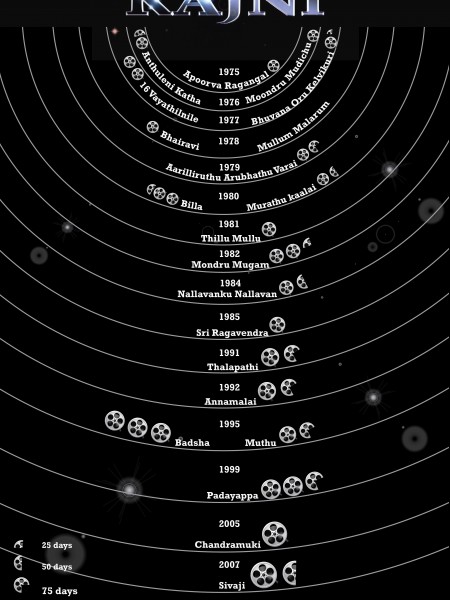 RAJNI
1975
Apoorva Ragangal
Anthuleni Katha
1976
Moondru Mudichu
16 Vayathilnile
1977
Bhuvana Oru Kelvikuri
Bhairavi
1978
Mullum Malarum
1979
Aarilliruthu Arubhathu Varai
Billa
1980
Murathu kaalai
1981
Thillu Mullu
1982
Mondru Mugam
1984
Nallavanku Nallavan
1985
Sri Ragavendra
1991
Thalapathi
1992
Annamalai
1995
Badsha
Muthu
1999
Padayappa
2005
Chandramuki
2007
Sivaji
25 days
50 days
75 days